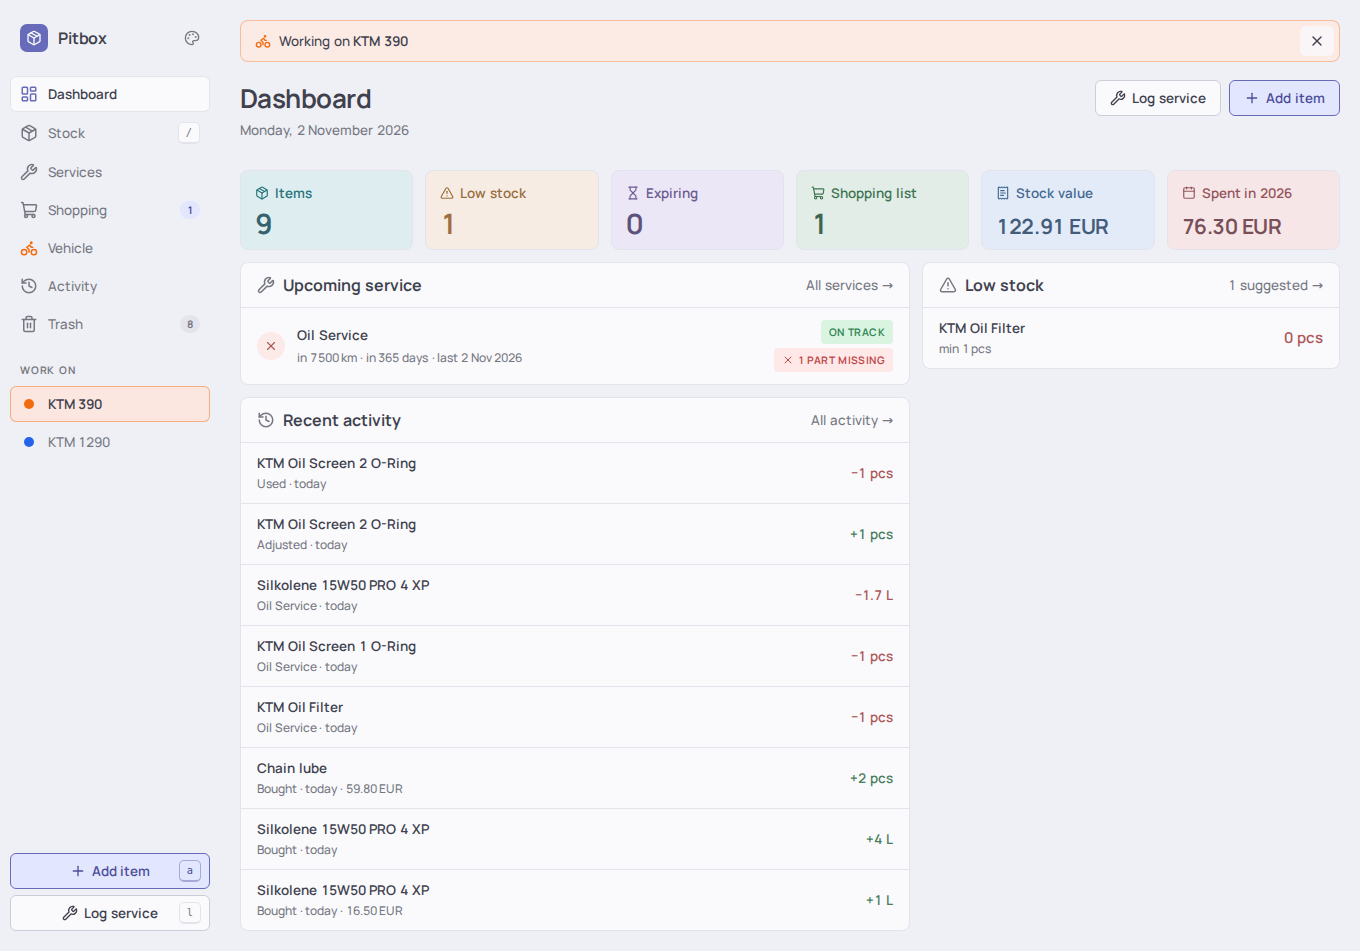 Pitbox
Dashboard
Stock /
Services
Shopping 1
Vehicle
Activity
Trash 8
WORK ON
KTM 390
KTM 1290
+ Add item a
Log service l
Working on KTM 390
Dashboard
Monday, 2 November 2026
Log service
+ Add item
Items
9
Low stock
1
Expiring
0
Shopping list
1
Stock value
122.91 EUR
Spent in 2026
76.30 EUR
Upcoming service All services →
Oil Service
in 7 500 km · in 365 days · last 2 Nov 2026
ON TRACK
1 PART MISSING
Low stock 1 suggested →
KTM Oil Filter
min 1 pcs
0 pcs
Recent activity All activity →
KTM Oil Screen 2 O-Ring
Used · today
−1 pcs
KTM Oil Screen 2 O-Ring
Adjusted · today
+1 pcs
Silkolene 15W50 PRO 4 XP
Oil Service · today
−1.7 L
KTM Oil Screen 1 O-Ring
Oil Service · today
−1 pcs
KTM Oil Filter
Oil Service · today
−1 pcs
Chain lube
Bought · today · 59.80 EUR
+2 pcs
Silkolene 15W50 PRO 4 XP
Bought · today
+4 L
Silkolene 15W50 PRO 4 XP
Bought · today · 16.50 EUR
+1 L